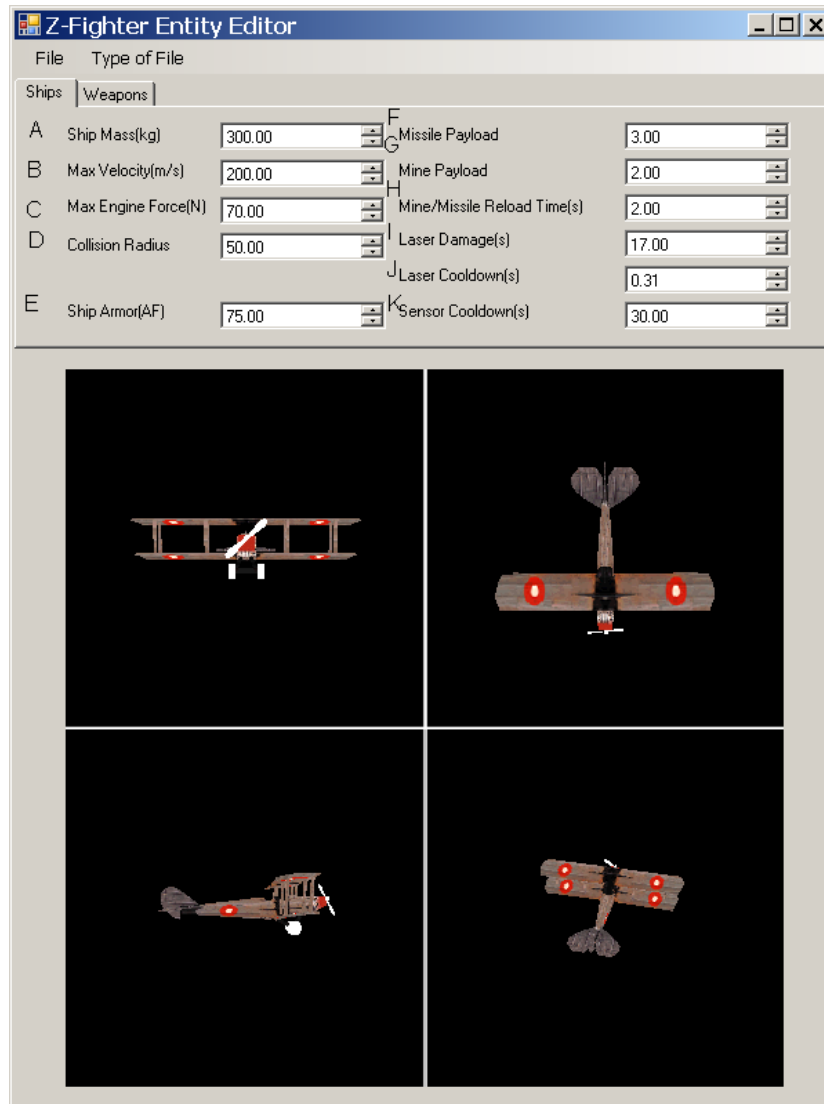 Z-Fighter Entity Editor
File Type of File
Ships Weapons
A Ship Mass(kg) 300.00 F Missile Payload 3.00
B Max Velocity(m/s) 200.00 G Mine Payload 2.00
C Max Engine Force(N) 70.00 H Mine/Missile Reload Time(s) 2.00
D Collision Radius 50.00 I Laser Damage(s) 17.00
J Laser Cooldown(s) 0.31
E Ship Armor(AF) 75.00 K Sensor Cooldown(s) 30.00